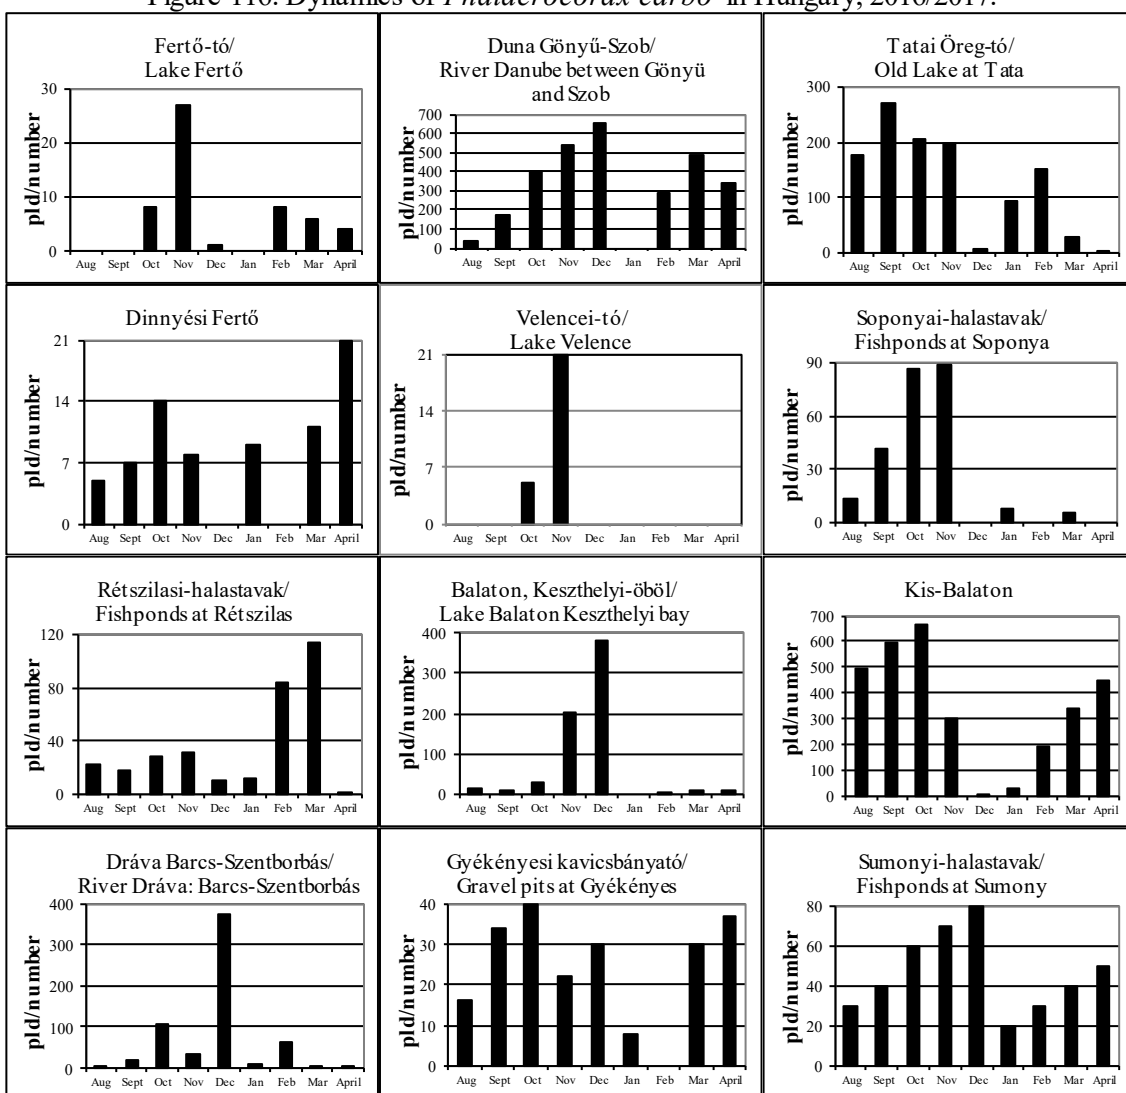 Figure 116. Dynamics of Phalacrocorax carbo in Hungary, 2016/2017.
Fertő-tó/
Lake Fertő
pld/number
30
20
10
0
Aug Sept Oct Nov Dec Jan Feb Mar April
Duna Gönyű-Szob/
River Danube between Gönyü
and Szob
pld/number
700
600
500
400
300
200
100
0
Aug Sept Oct Nov Dec Jan Feb Mar April
Tatai Öreg-tó/
Old Lake at Tata
pld/number
300
200
100
0
Aug Sept Oct Nov Dec Jan Feb Mar April
Dinnyési Fertő
pld/number
21
14
7
0
Aug Sept Oct Nov Dec Jan Feb Mar April
Velencei-tó/
Lake Velence
pld/number
21
14
7
0
Aug Sept Oct Nov Dec Jan Feb Mar April
Soponyai-halastavak/
Fishponds at Soponya
pld/number
90
60
30
0
Aug Sept Oct Nov Dec Jan Feb Mar April
Rétszilasi-halastavak/
Fishponds at Rétszilas
pld/number
120
80
40
0
Aug Sept Oct Nov Dec Jan Feb Mar April
Balaton, Keszthelyi-öböl/
Lake Balaton Keszthelyi bay
pld/number
400
300
200
100
0
Aug Sept Oct Nov Dec Jan Feb Mar April
Kis-Balaton
pld/number
700
600
500
400
300
200
100
0
Aug Sept Oct Nov Dec Jan Feb Mar April
Dráva Barcs-Szentborbás/
River Dráva: Barcs-Szentborbás
pld/number
400
300
200
100
0
Aug Sept Oct Nov Dec Jan Feb Mar April
Gyékényesi kavicsbányató/
Gravel pits at Gyékényes
pld/number
40
30
20
10
0
Aug Sept Oct Nov Dec Jan Feb Mar April
Sumonyi-halastavak/
Fishponds at Sumony
pld/number
80
60
40
20
0
Aug Sept Oct Nov Dec Jan Feb Mar April